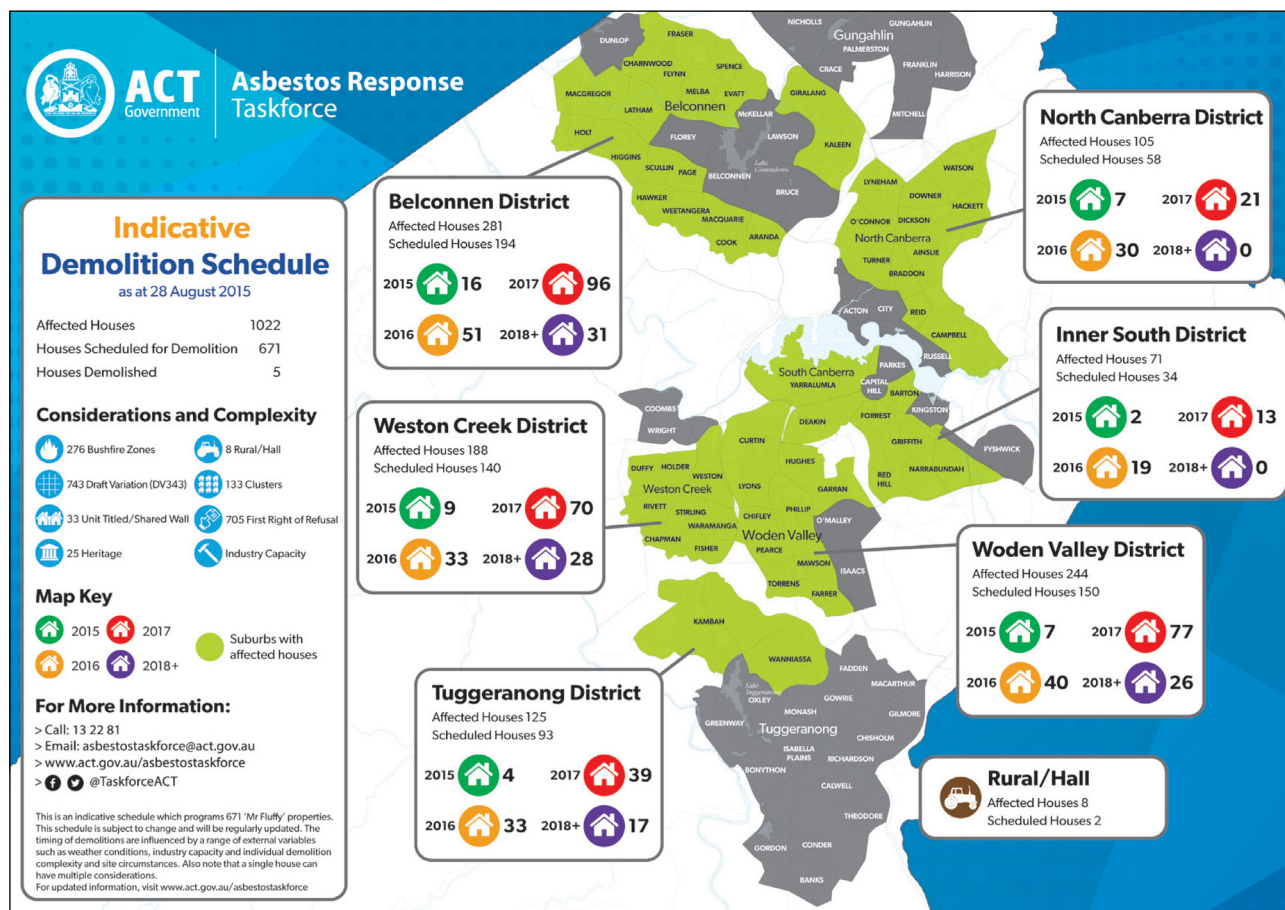 ACT
Government
Asbestos Response
Taskforce
Indicative
Demolition Schedule
as at 28 August 2015
Affected Houses 1022
Houses Scheduled for Demolition 671
Houses Demolished 5
Considerations and Complexity
276 Bushfire Zones
8 Rural/Hall
743 Draft Variation (DV343)
133 Clusters
33 Unit Titled/Shared Wall
705 First Right of Refusal
25 Heritage
Industry Capacity
Map Key
2015 2017
2016 2018+
Suburbs with
affected houses
For More Information:
> Call: 13 22 81
> Email: asbestostaskforce@act.gov.au
> www.act.gov.au/asbestostaskforce
> @TaskforceACT
This is an indicative schedule which programs 671 'Mr Fluffy' properties.
This schedule is subject to change and will be regularly updated. The
timing of demolitions are influenced by a range of external variables
such as weather conditions, industry capacity and individual demolition
complexity and site circumstances. Also note that a single house can
have multiple considerations.
For updated information, visit www.act.gov.au/asbestostaskforce
Belconnen District
Affected Houses 281
Scheduled Houses 194
2015 16 2017 96
2016 51 2018+ 31
Weston Creek District
Affected Houses 188
Scheduled Houses 140
2015 9 2017 70
2016 33 2018+ 28
Tuggeranong District
Affected Houses 125
Scheduled Houses 93
2015 4 2017 39
2016 33 2018+ 17
North Canberra District
Affected Houses 105
Scheduled Houses 58
2015 7 2017 21
2016 30 2018+ 0
Inner South District
Affected Houses 71
Scheduled Houses 34
2015 2 2017 13
2016 19 2018+ 0
Woden Valley District
Affected Houses 244
Scheduled Houses 150
2015 7 2017 77
2016 40 2018+ 26
Rural/Hall
Affected Houses 8
Scheduled Houses 2
NICHOLLS
GUNGAHLIN
Gungahlin
PALMERSTON
CRACE
FRANKLIN
HARRISON
MITCHELL
DUNLOP
FRASER
CHARNWOOD
FLYNN
SPENCE
MACGREGOR
MELBA
EVATT
GIRALANG
LATHAM
Belconnen
McKELLAR
HOLT
FLOREY
LAWSON
KALEEN
HIGGINS
SCULLIN
PAGE
Lake
Ginninderra
BELCONNEN
BRUCE
HAWKER
WEETANGERA
MACQUARIE
COOK
ARANDA
WATSON
LYNEHAM
DOWNER
HACKETT
O'CONNOR
DICKSON
North Canberra
AINSLIE
TURNER
BRADDON
ACTON
CITY
REID
CAMPBELL
RUSSELL
PARKES
South Canberra
YARRALUMLA
CAPITAL
HILL
BARTON
KINGSTON
FORREST
DEAKIN
GRIFFITH
FYSHWICK
RED
HILL
NARRABUNDAH
COOMBS
WRIGHT
CURTIN
DUFFY
HOLDER
WESTON
HUGHES
Weston Creek
LYONS
GARRAN
RIVETT
STIRLING
CHIFLEY
PHILLIP
O'MALLEY
WARAMANGA
CHAPMAN
FISHER
Woden Valley
PEARCE
MAWSON
ISAACS
TORRENS
FARRER
KAMBAH
WANNIASSA
FADDEN
MACARTHUR
Lake
Tuggeranong
OXLEY
GOWRIE
MONASH
GILMORE
GREENWAY
Tuggeranong
CHISHOLM
ISABELLA
PLAINS
RICHARDSON
BONYTHON
CALWELL
THEODORE
GORDON
CONDER
BANKS